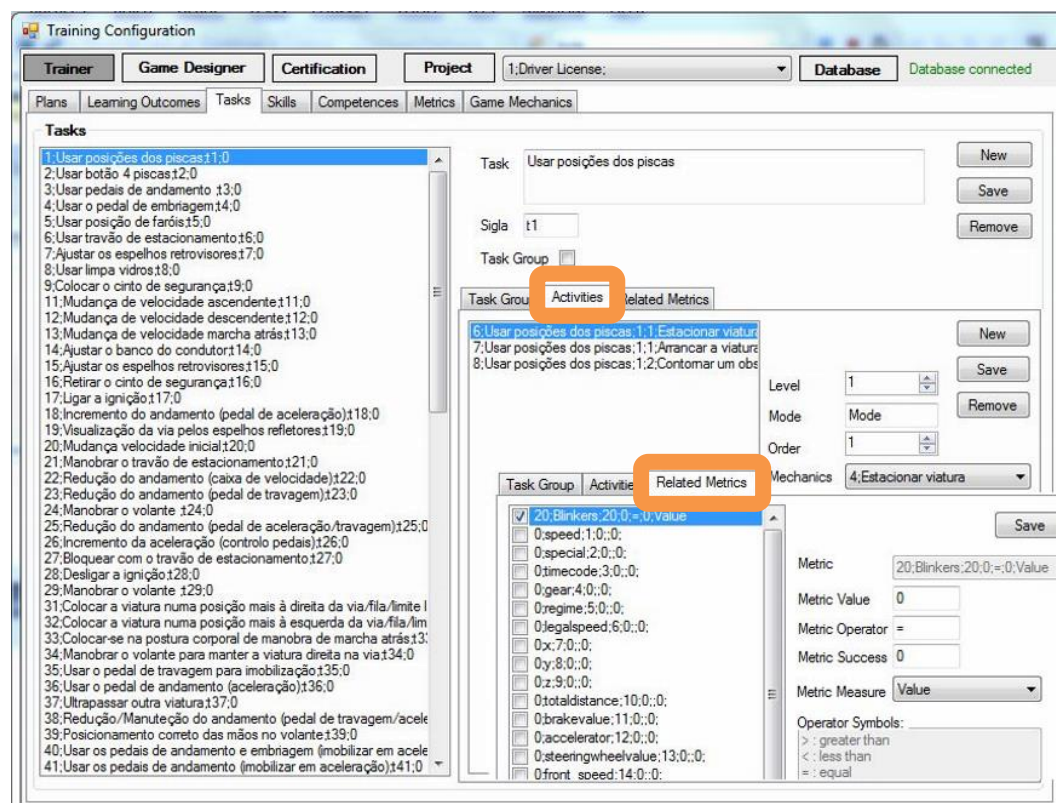 Training Configuration
Trainer Game Designer Certification Project 1;Driver License; Database Database connected
Plans Learning Outcomes Tasks Skills Competences Metrics Game Mechanics
Tasks
1;Usar posições dos piscas;t1;0
2;Usar botão 4 piscas;t2;0
3;Usar pedais de andamento ;t3;0
4;Usar o pedal de embriagem;t4;0
5;Usar posição de faróis;t5;0
6;Usar travão de estacionamento;t6;0
7;Ajustar os espelhos retrovisores;t7;0
8;Usar limpa vidros;t8;0
9;Colocar o cinto de segurança;t9;0
11;Mudança de velocidade ascendente;t11;0
12;Mudança de velocidade descendente;t12;0
13;Mudança de velocidade marcha atrás;t13;0
14;Ajustar o banco do condutor;t14;0
15;Ajustar os espelhos retrovisores;t15;0
16;Retirar o cinto de segurança;t16;0
17;Ligar a ignição;t17;0
18;Incremento do andamento (pedal de aceleração);t18;0
19;Visualização da via pelos espelhos refletores;t19;0
20;Mudança velocidade inicial;t20;0
21;Manobrar o travão de estacionamento;t21;0
22;Redução do andamento (caixa de velocidade);t22;0
23;Redução do andamento (pedal de travagem);t23;0
24;Manobrar o volante ;t24;0
25;Redução do andamento (pedal de aceleração/travagem);t25;0
26;Incremento da aceleração (controlo pedais);t26;0
27;Bloquear com o travão de estacionamento;t27;0
28;Desligar a ignição;t28;0
29;Manobrar o volante ;t29;0
31;Colocar a viatura numa posição mais à direita da via/fila/limite l
32;Colocar a viatura numa posição mais à esquerda da via/fila/lim
33;Colocar-se na postura corporal de manobra de marcha atrás;t3
34;Manobrar o volante para manter a viatura direita na via;t34;0
35;Usar o pedal de travagem para imobilização;t35;0
36;Usar o pedal de andamento (aceleração);t36;0
37;Ultrapassar outra viatura;t37;0
38;Redução/Manuteção do andamento (pedal de travagem/acele
39;Posicionamento correto das mãos no volante;t39;0
40;Usar os pedais de andamento e embriagem (imobilizar em acele
41;Usar os pedais de andamento (imobilizar em aceleração);t41;0
Task Usar posições dos piscas
New
Save
Remove
Sigla t1
Task Group
Task Grou Activities Related Metrics
6;Usar posições dos piscas;1;1;Estacionar viatura
7;Usar posições dos piscas;1;1;Arrancar a viatura
8;Usar posições dos piscas;1;2;Contornar um obs
New
Save
Remove
Level 1
Mode Mode
Order 1
Mechanics 4;Estacionar viatura
Task Group Activitie Related Metrics
20;Blinkers;20;0;=;0;Value
0;speed;1;0;;0;
0;special;2;0;;0;
0;timecode;3;0;;0;
0;gear;4;0;;0;
0;regime;5;0;;0;
0;legalspeed;6;0;;0;
0;x;7;0;;0;
0;y;8;0;;0;
0;z;9;0;;0;
0;totaldistance;10;0;;0;
0;brakevalue;11;0;;0;
0;accelerator;12;0;;0;
0;steeringwheelvalue;13;0;;0;
0;front_speed;14;0;;0;
Save
Metric 20;Blinkers;20;0;=;0;Value
Metric Value 0
Metric Operator =
Metric Success 0
Metric Measure Value
Operator Symbols:
> : greater than
< : less than
= : equal